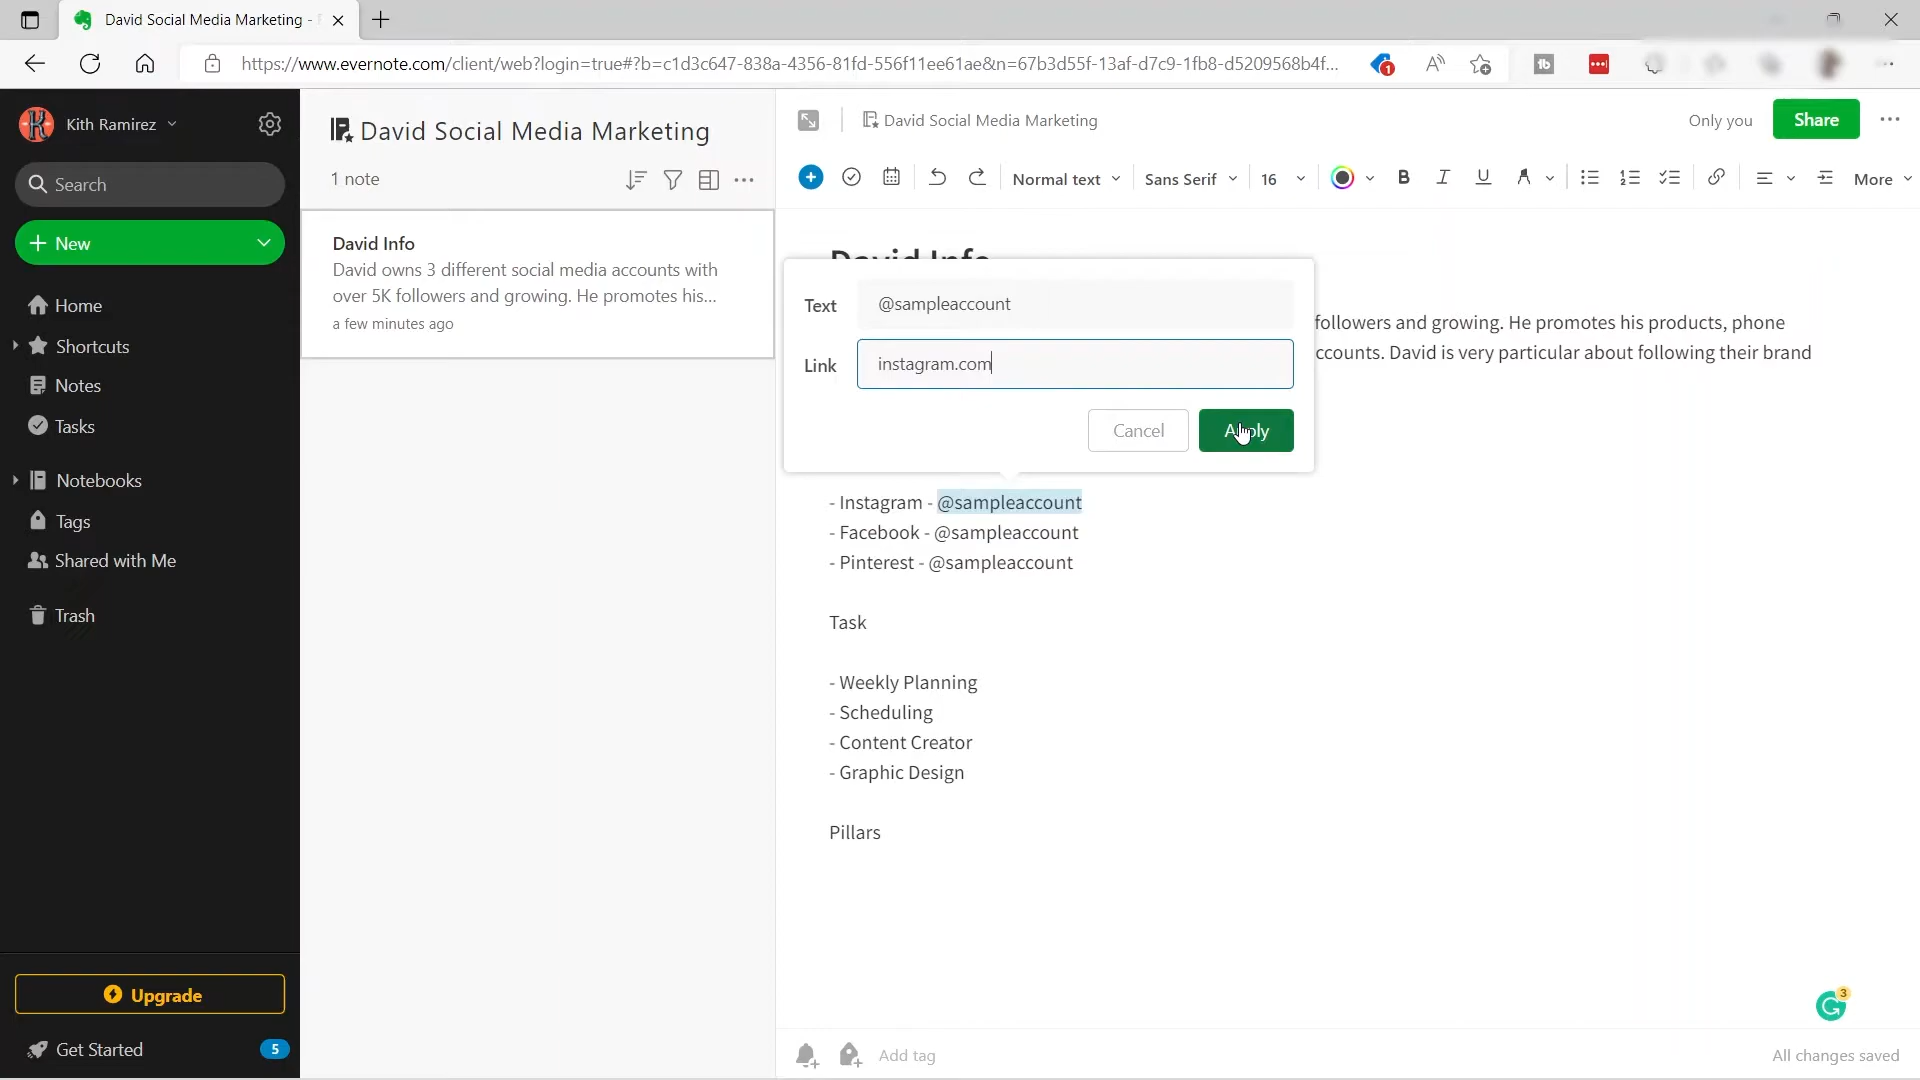 David Social Media Marketing -
https://www.evernote.com/client/web?login=true#?b=c1d3c647-838a-4356-81fd-556f11ee61ae&n=67b3d55f-13af-d7c9-1fb8-d5209568b4f...
1
Kith Ramirez
Search
New
Home
Shortcuts
Notes
Tasks
Notebooks
Tags
Shared with Me
Trash
Upgrade
Get Started
5
David Social Media Marketing
1 note
David Info
David owns 3 different social media accounts with
over 5K followers and growing. He promotes his...
a few minutes ago
David Social Media Marketing
Only you
Share
Normal text
Sans Serif
16
B I U A
More
David Info
followers and growing. He promotes his products, phone
ccounts. David is very particular about following their brand
Text
@sampleaccount
Link
instagram.com
Cancel
Apply
- Instagram - @sampleaccount
- Facebook - @sampleaccount
- Pinterest - @sampleaccount
Task
- Weekly Planning
- Scheduling
- Content Creator
- Graphic Design
Pillars
3
Add tag
All changes saved